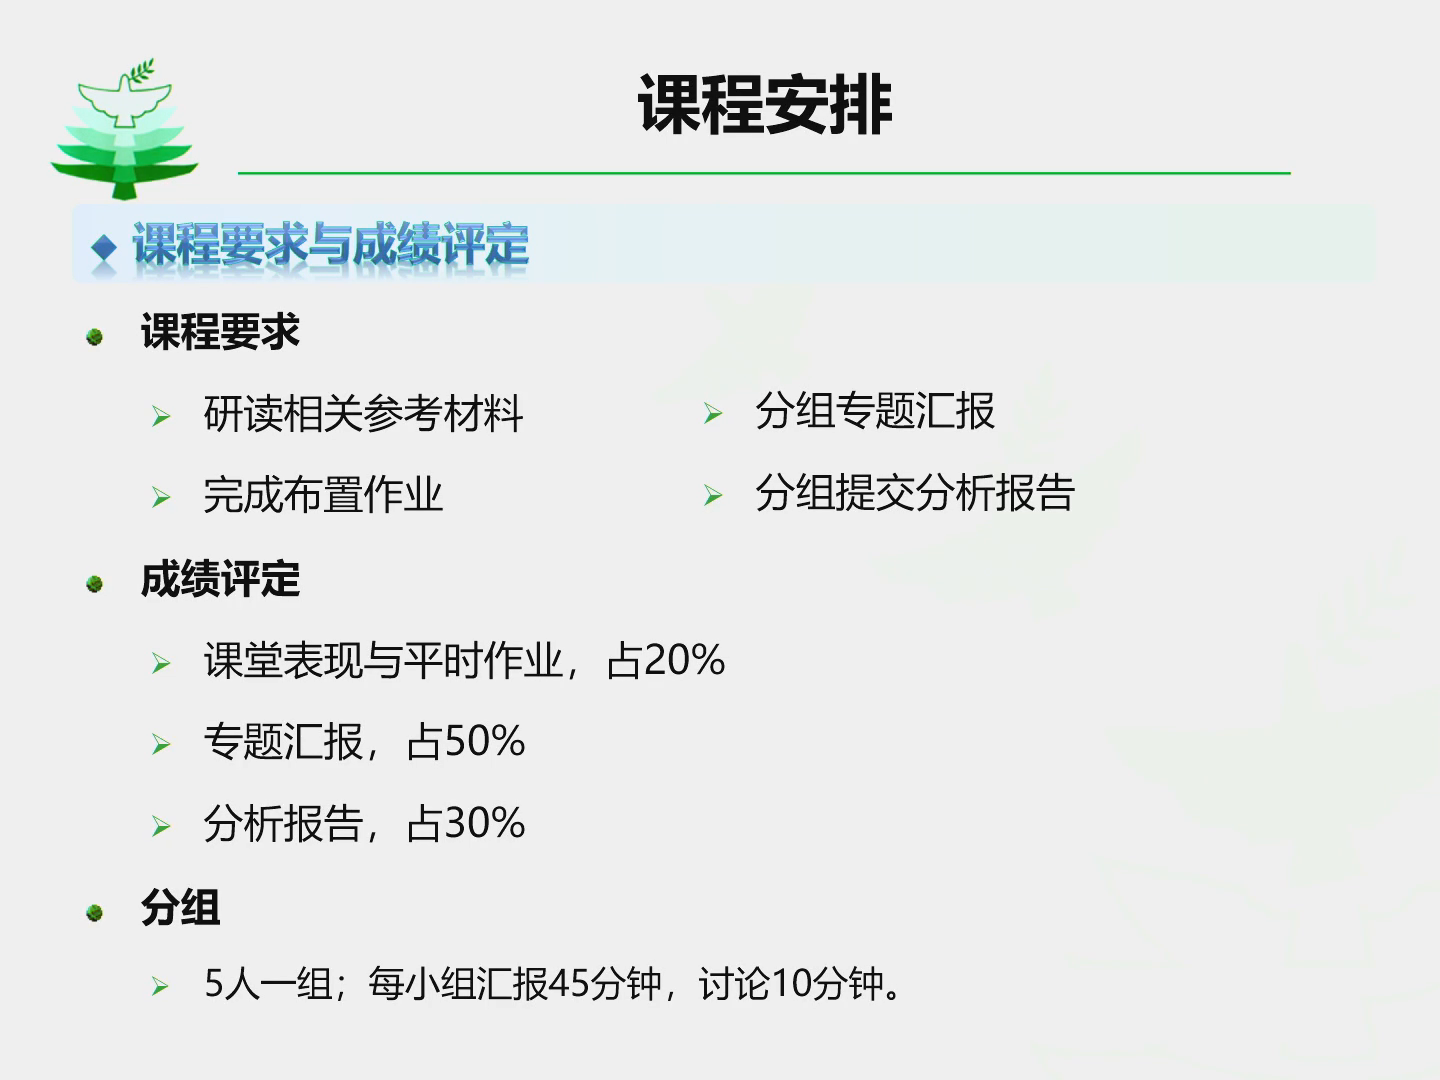 课程安排
课程要求与成绩评定
课程要求
研读相关参考材料
分组专题汇报
完成布置作业
分组提交分析报告
成绩评定
课堂表现与平时作业，占20%
专题汇报，占50%
分析报告，占30%
分组
5人一组；每小组汇报45分钟，讨论10分钟。